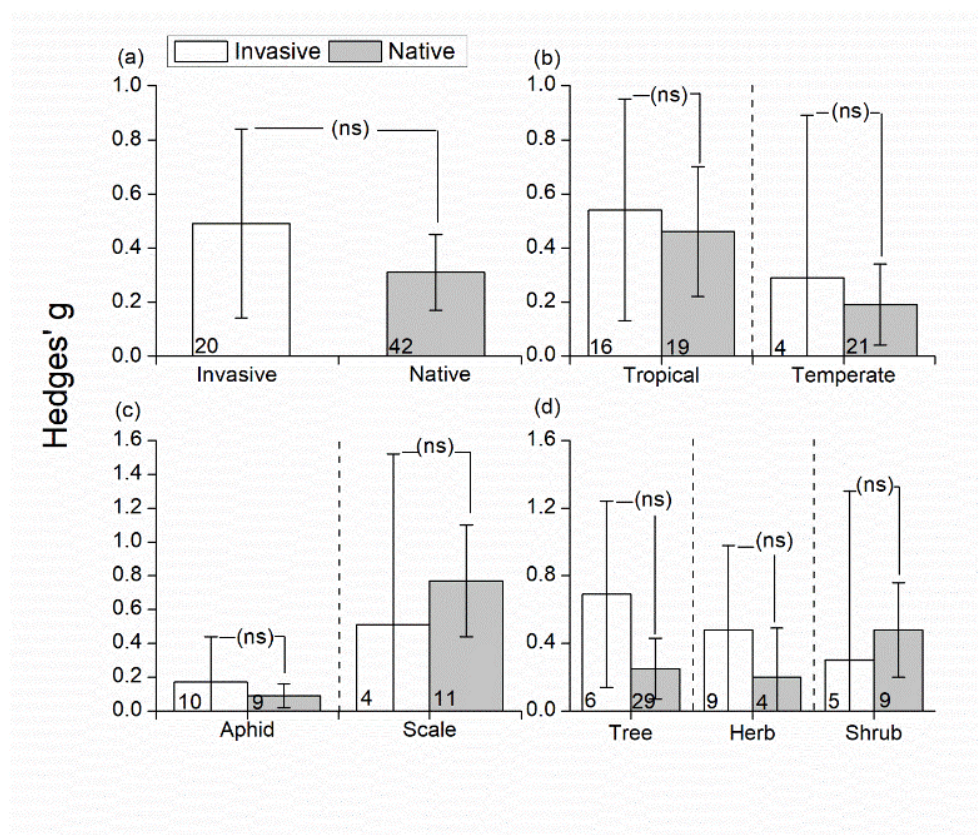 (a) Invasive Native
(b)
1.0
0.8
0.6
0.4
0.2
0.0
(ns)
20
42
Invasive
Native
1.0
0.8
0.6
0.4
0.2
0.0
(ns)
(ns)
16
19
4
21
Tropical
Temperate
Hedges' g
(c)
1.6
1.4
1.2
1.0
0.8
0.6
0.4
0.2
0.0
(ns)
(ns)
10
9
4
11
Aphid
Scale
(d)
1.6
1.2
0.8
0.4
0.0
(ns)
(ns)
(ns)
6
29
9
4
5
9
Tree
Herb
Shrub